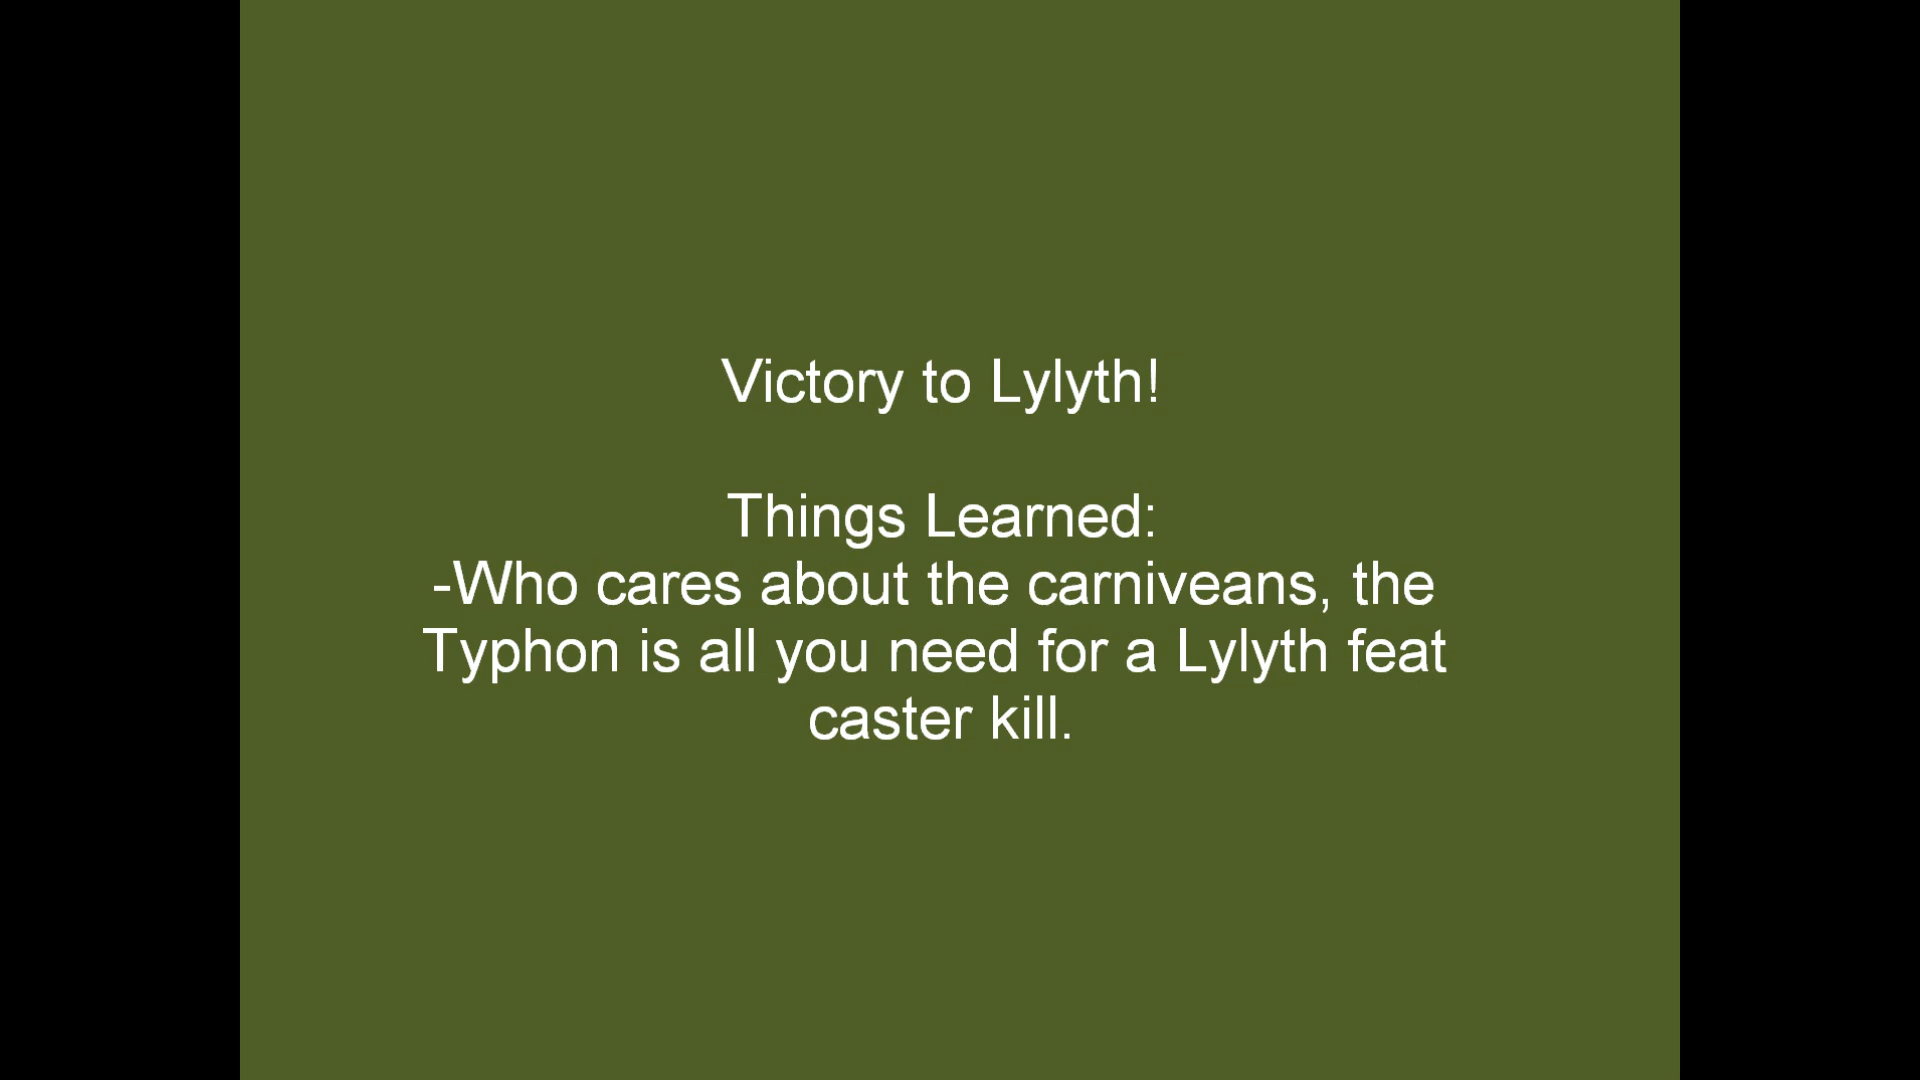 Victory to Lylyth!
Things Learned:
-Who cares about the carniveans, the
Typhon is all you need for a Lylyth feat
caster kill.